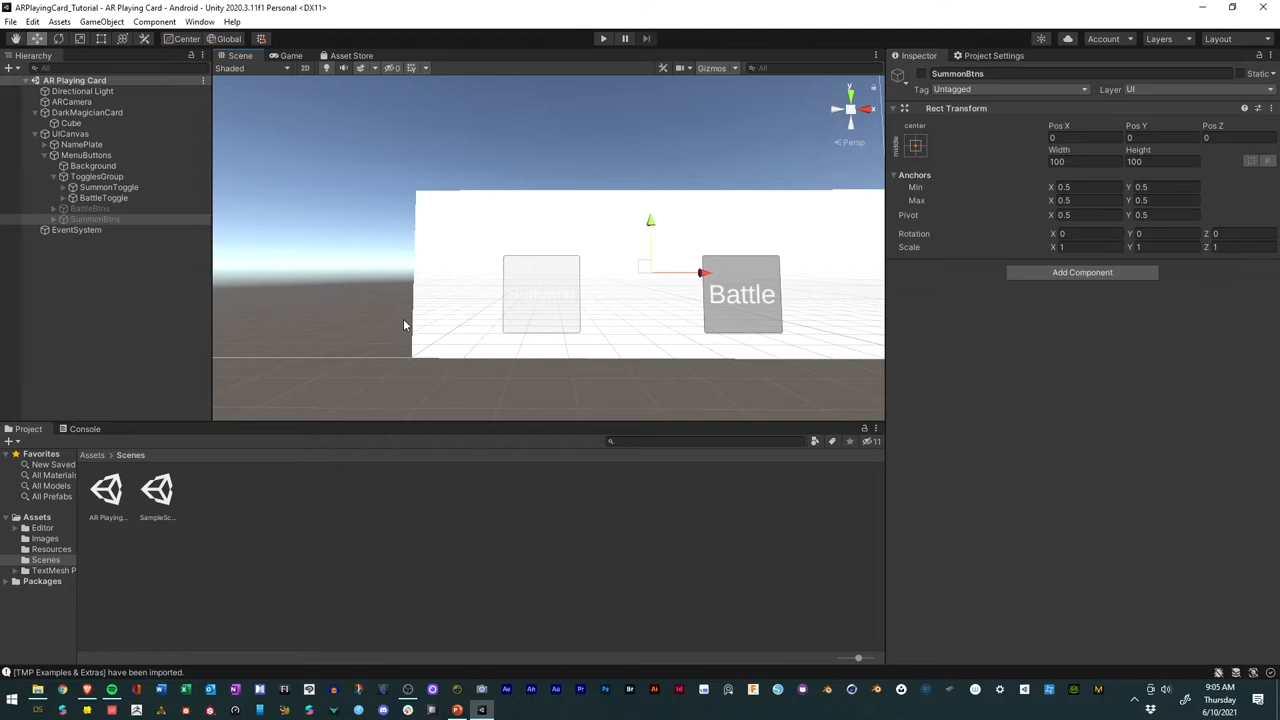 ARPlayingCard_Tutorial - AR Playing Card - Android - Unity 2020.3.11f1 Personal <DX11>
File Edit Assets GameObject Component Window Help
Center Global Account Layers Layout
Hierarchy Scene Game Asset Store Inspector Project Settings
All Shaded 2D 0 Gizmos All
AR Playing Card
Directional Light
ARCamera
DarkMagicianCard
Cube
UICanvas
NamePlate
MenuButtons
Background
TogglesGroup
SummonToggle
BattleToggle
BattleBtns
SummonBtns
EventSystem
y
x
Persp
Summon
Battle
SummonBtns Static
Tag Untagged Layer UI
Rect Transform
center Pos X Pos Y Pos Z
middle 0 0 0
Width Height
100 100 R
Anchors
Min X 0.5 Y 0.5
Max X 0.5 Y 0.5
Pivot X 0.5 Y 0.5
Rotation X 0 Y 0 Z 0
Scale X 1 Y 1 Z 1
Add Component
Project Console
11
Favorites Assets > Scenes
New Saved
All Materials
All Models
All Prefabs
Assets
Editor
Images
Resources
Scenes
TextMesh P
Packages
AR Playing... SampleSc...
[TMP Examples & Extras] have been imported.
9:05 AM
Thursday
6/10/2021